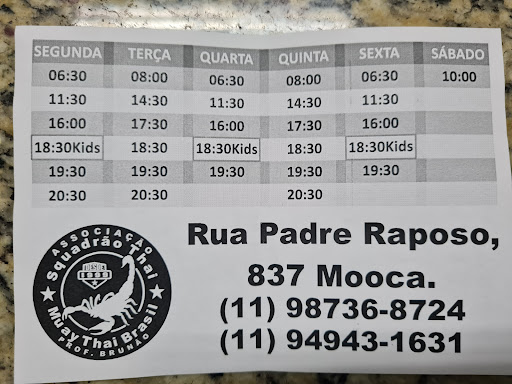 SEGUNDA TERÇA QUARTA QUINTA SEXTA SÁBADO
06:30 08:00 06:30 08:00 06:30 10:00
11:30 14:30 11:30 14:30 11:30
16:00 17:30 16:00 17:30 16:00
18:30Kids 18:30 18:30Kids 18:30 18:30Kids
19:30 19:30 19:30 19:30 19:30
20:30 20:30 20:30
ASSOCIAÇÃO
Squadrão Thai
DESDE
1999
Muay Thai Brasil
PROF. BRUNÃO
Rua Padre Raposo,
837 Mooca.
(11) 98736-8724
(11) 94943-1631